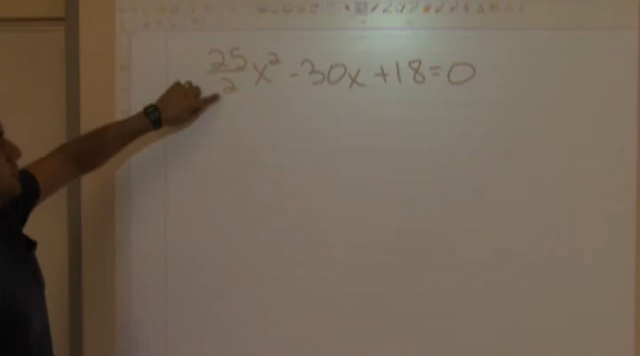 25/2 x² - 30x + 18 = 0